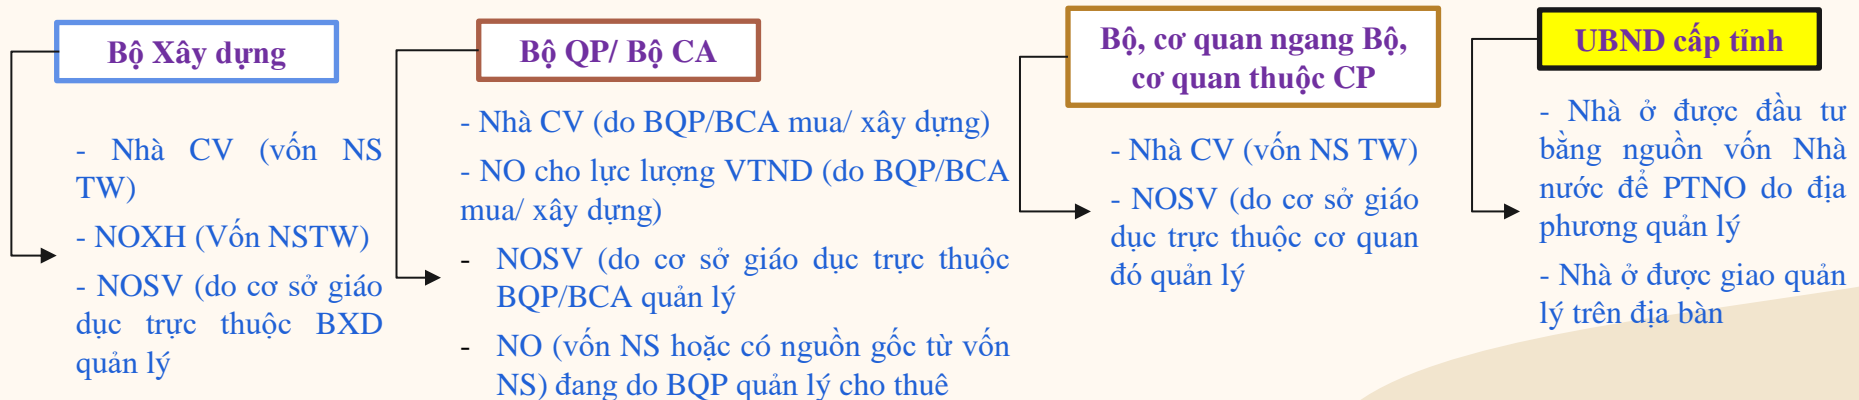 Bộ Xây dựng
- Nhà CV (vốn NS
TW)
- NOXH (Vốn NSTW)
- NOSV (do cơ sở giáo
dục trực thuộc BXD
quản lý
Bộ QP/ Bộ CA
- Nhà CV (do BQP/BCA mua/ xây dựng)
- NO cho lực lượng VTND (do BQP/BCA
mua/ xây dựng)
- NOSV (do cơ sở giáo dục trực thuộc
BQP/BCA quản lý
- NO (vốn NS hoặc có nguồn gốc từ vốn
NS) đang do BQP quản lý cho thuê
Bộ, cơ quan ngang Bộ,
cơ quan thuộc CP
- Nhà CV (vốn NS TW)
- NOSV (do cơ sở giáo
dục trực thuộc cơ quan
đó quản lý
UBND cấp tỉnh
- Nhà ở được đầu tư
bằng nguồn vốn Nhà
nước để PTNO do địa
phương quản lý
- Nhà ở được giao quản
lý trên địa bàn